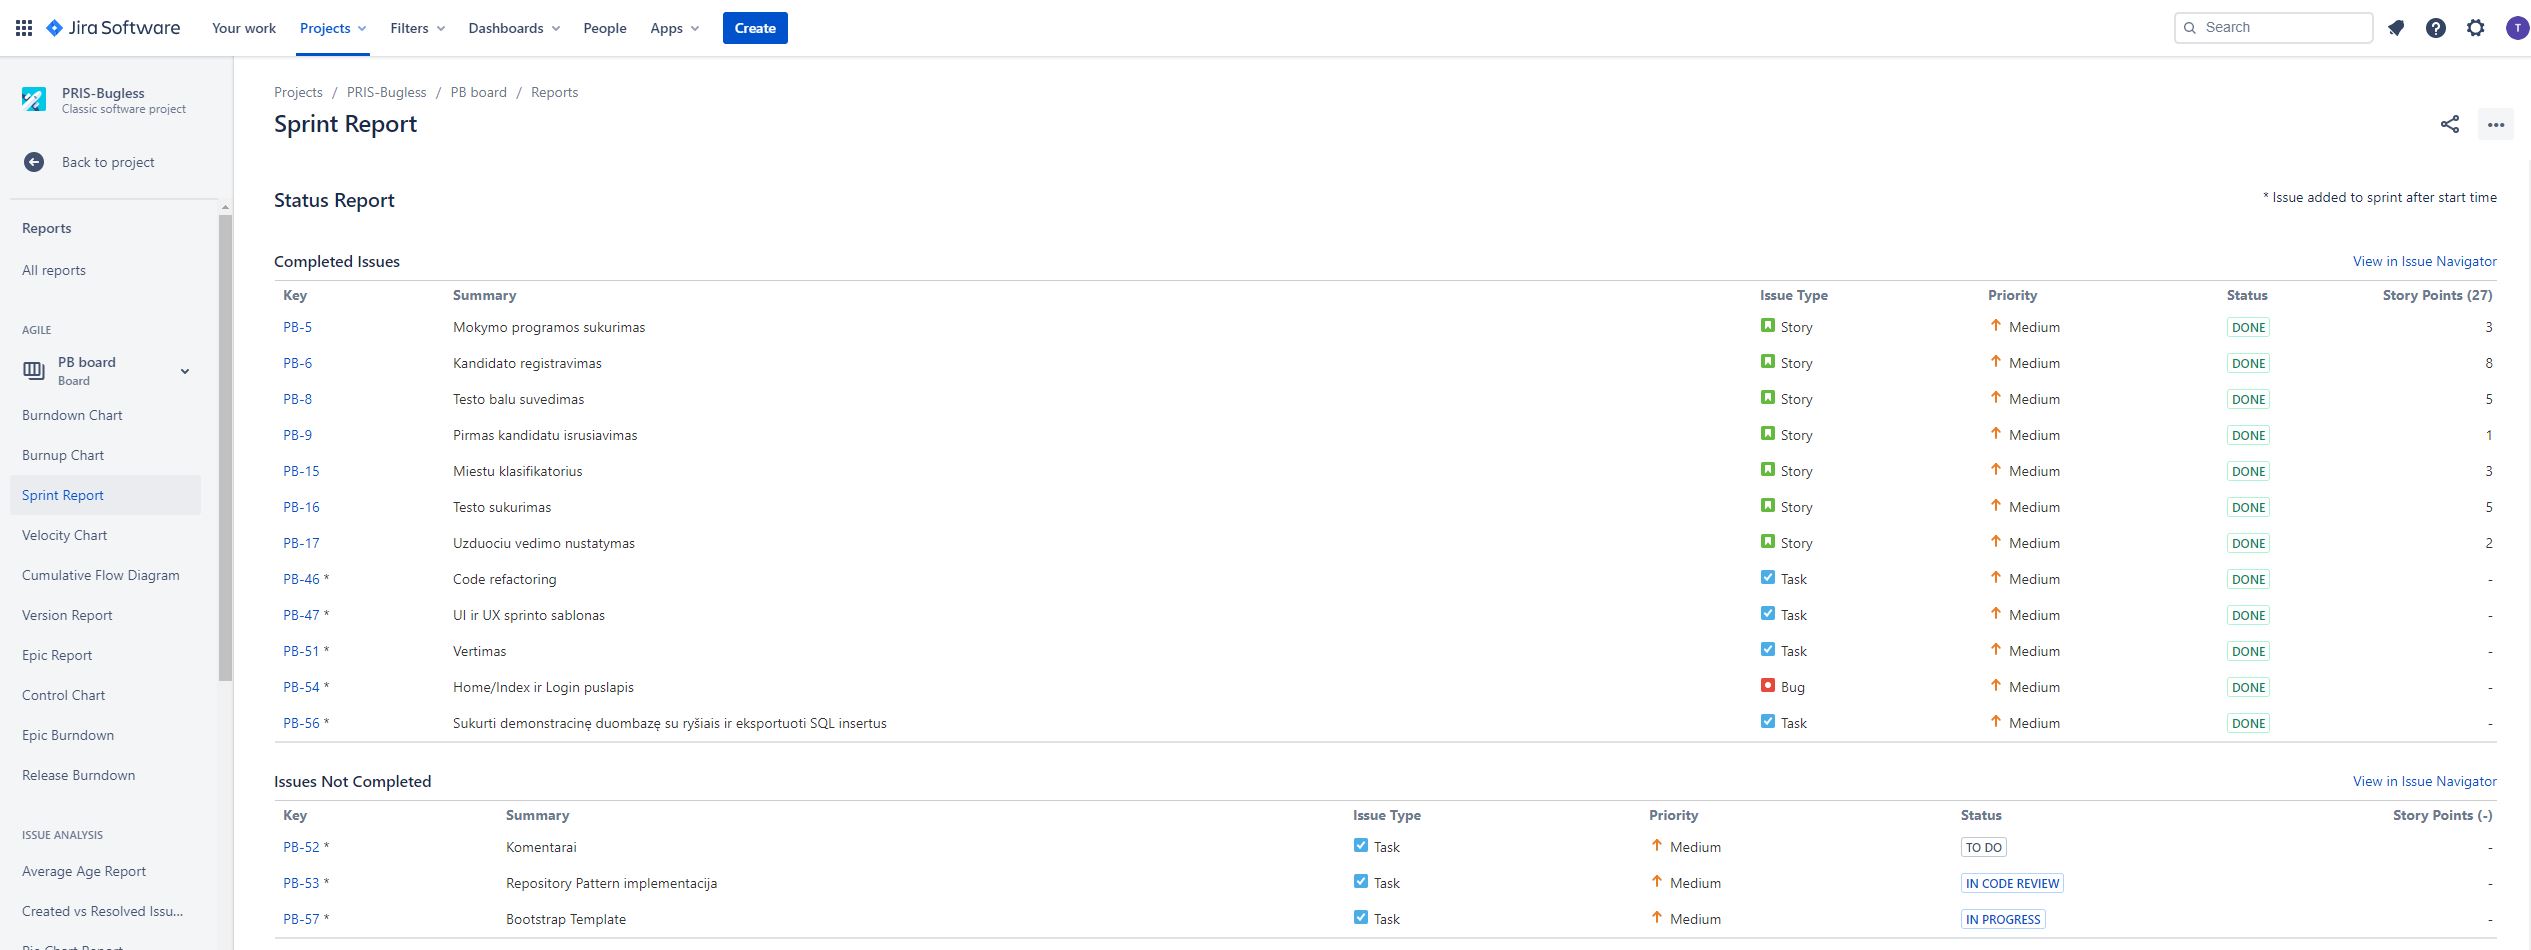 Jira Software Your work Projects Filters Dashboards People Apps Create Search T
PRIS-Bugless
Classic software project
Back to project
Reports
All reports
AGILE
PB board
Board
Burndown Chart
Burnup Chart
Sprint Report
Velocity Chart
Cumulative Flow Diagram
Version Report
Epic Report
Control Chart
Epic Burndown
Release Burndown
ISSUE ANALYSIS
Average Age Report
Created vs Resolved Issu...
Pie Chart Report
Projects / PRIS-Bugless / PB board / Reports
Sprint Report
Status Report * Issue added to sprint after start time
Completed Issues View in Issue Navigator
Key Summary Issue Type Priority Status Story Points (27)
PB-5 Mokymo programos sukurimas Story Medium DONE 3
PB-6 Kandidato registravimas Story Medium DONE 8
PB-8 Testo balu suvedimas Story Medium DONE 5
PB-9 Pirmas kandidatu isrusiavimas Story Medium DONE 1
PB-15 Miestu klasifikatorius Story Medium DONE 3
PB-16 Testo sukurimas Story Medium DONE 5
PB-17 Uzduociu vedimo nustatymas Story Medium DONE 2
PB-46 * Code refactoring Task Medium DONE -
PB-47 * UI ir UX sprinto sablonas Task Medium DONE -
PB-51 * Vertimas Task Medium DONE -
PB-54 * Home/Index ir Login puslapis Bug Medium DONE -
PB-56 * Sukurti demonstracinę duombazę su ryšiais ir eksportuoti SQL insertus Task Medium DONE -
Issues Not Completed View in Issue Navigator
Key Summary Issue Type Priority Status Story Points (-)
PB-52 * Komentarai Task Medium TO DO -
PB-53 * Repository Pattern implementacija Task Medium IN CODE REVIEW -
PB-57 * Bootstrap Template Task Medium IN PROGRESS -